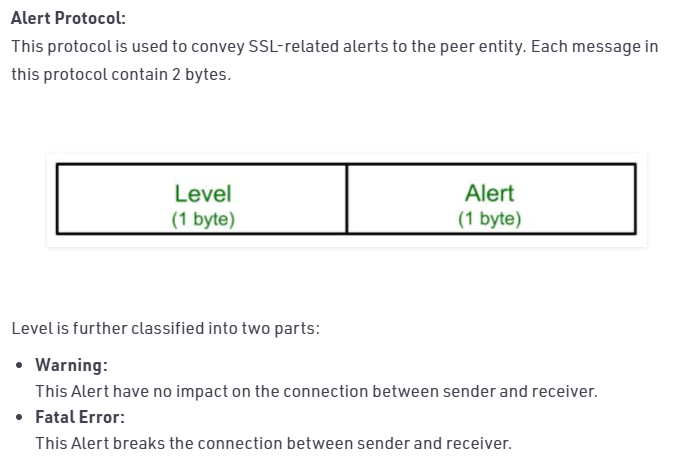 Alert Protocol:
This protocol is used to convey SSL-related alerts to the peer entity. Each message in
this protocol contain 2 bytes.
Level
(1 byte)
Alert
(1 byte)
Level is further classified into two parts:
Warning:
This Alert have no impact on the connection between sender and receiver.
Fatal Error:
This Alert breaks the connection between sender and receiver.